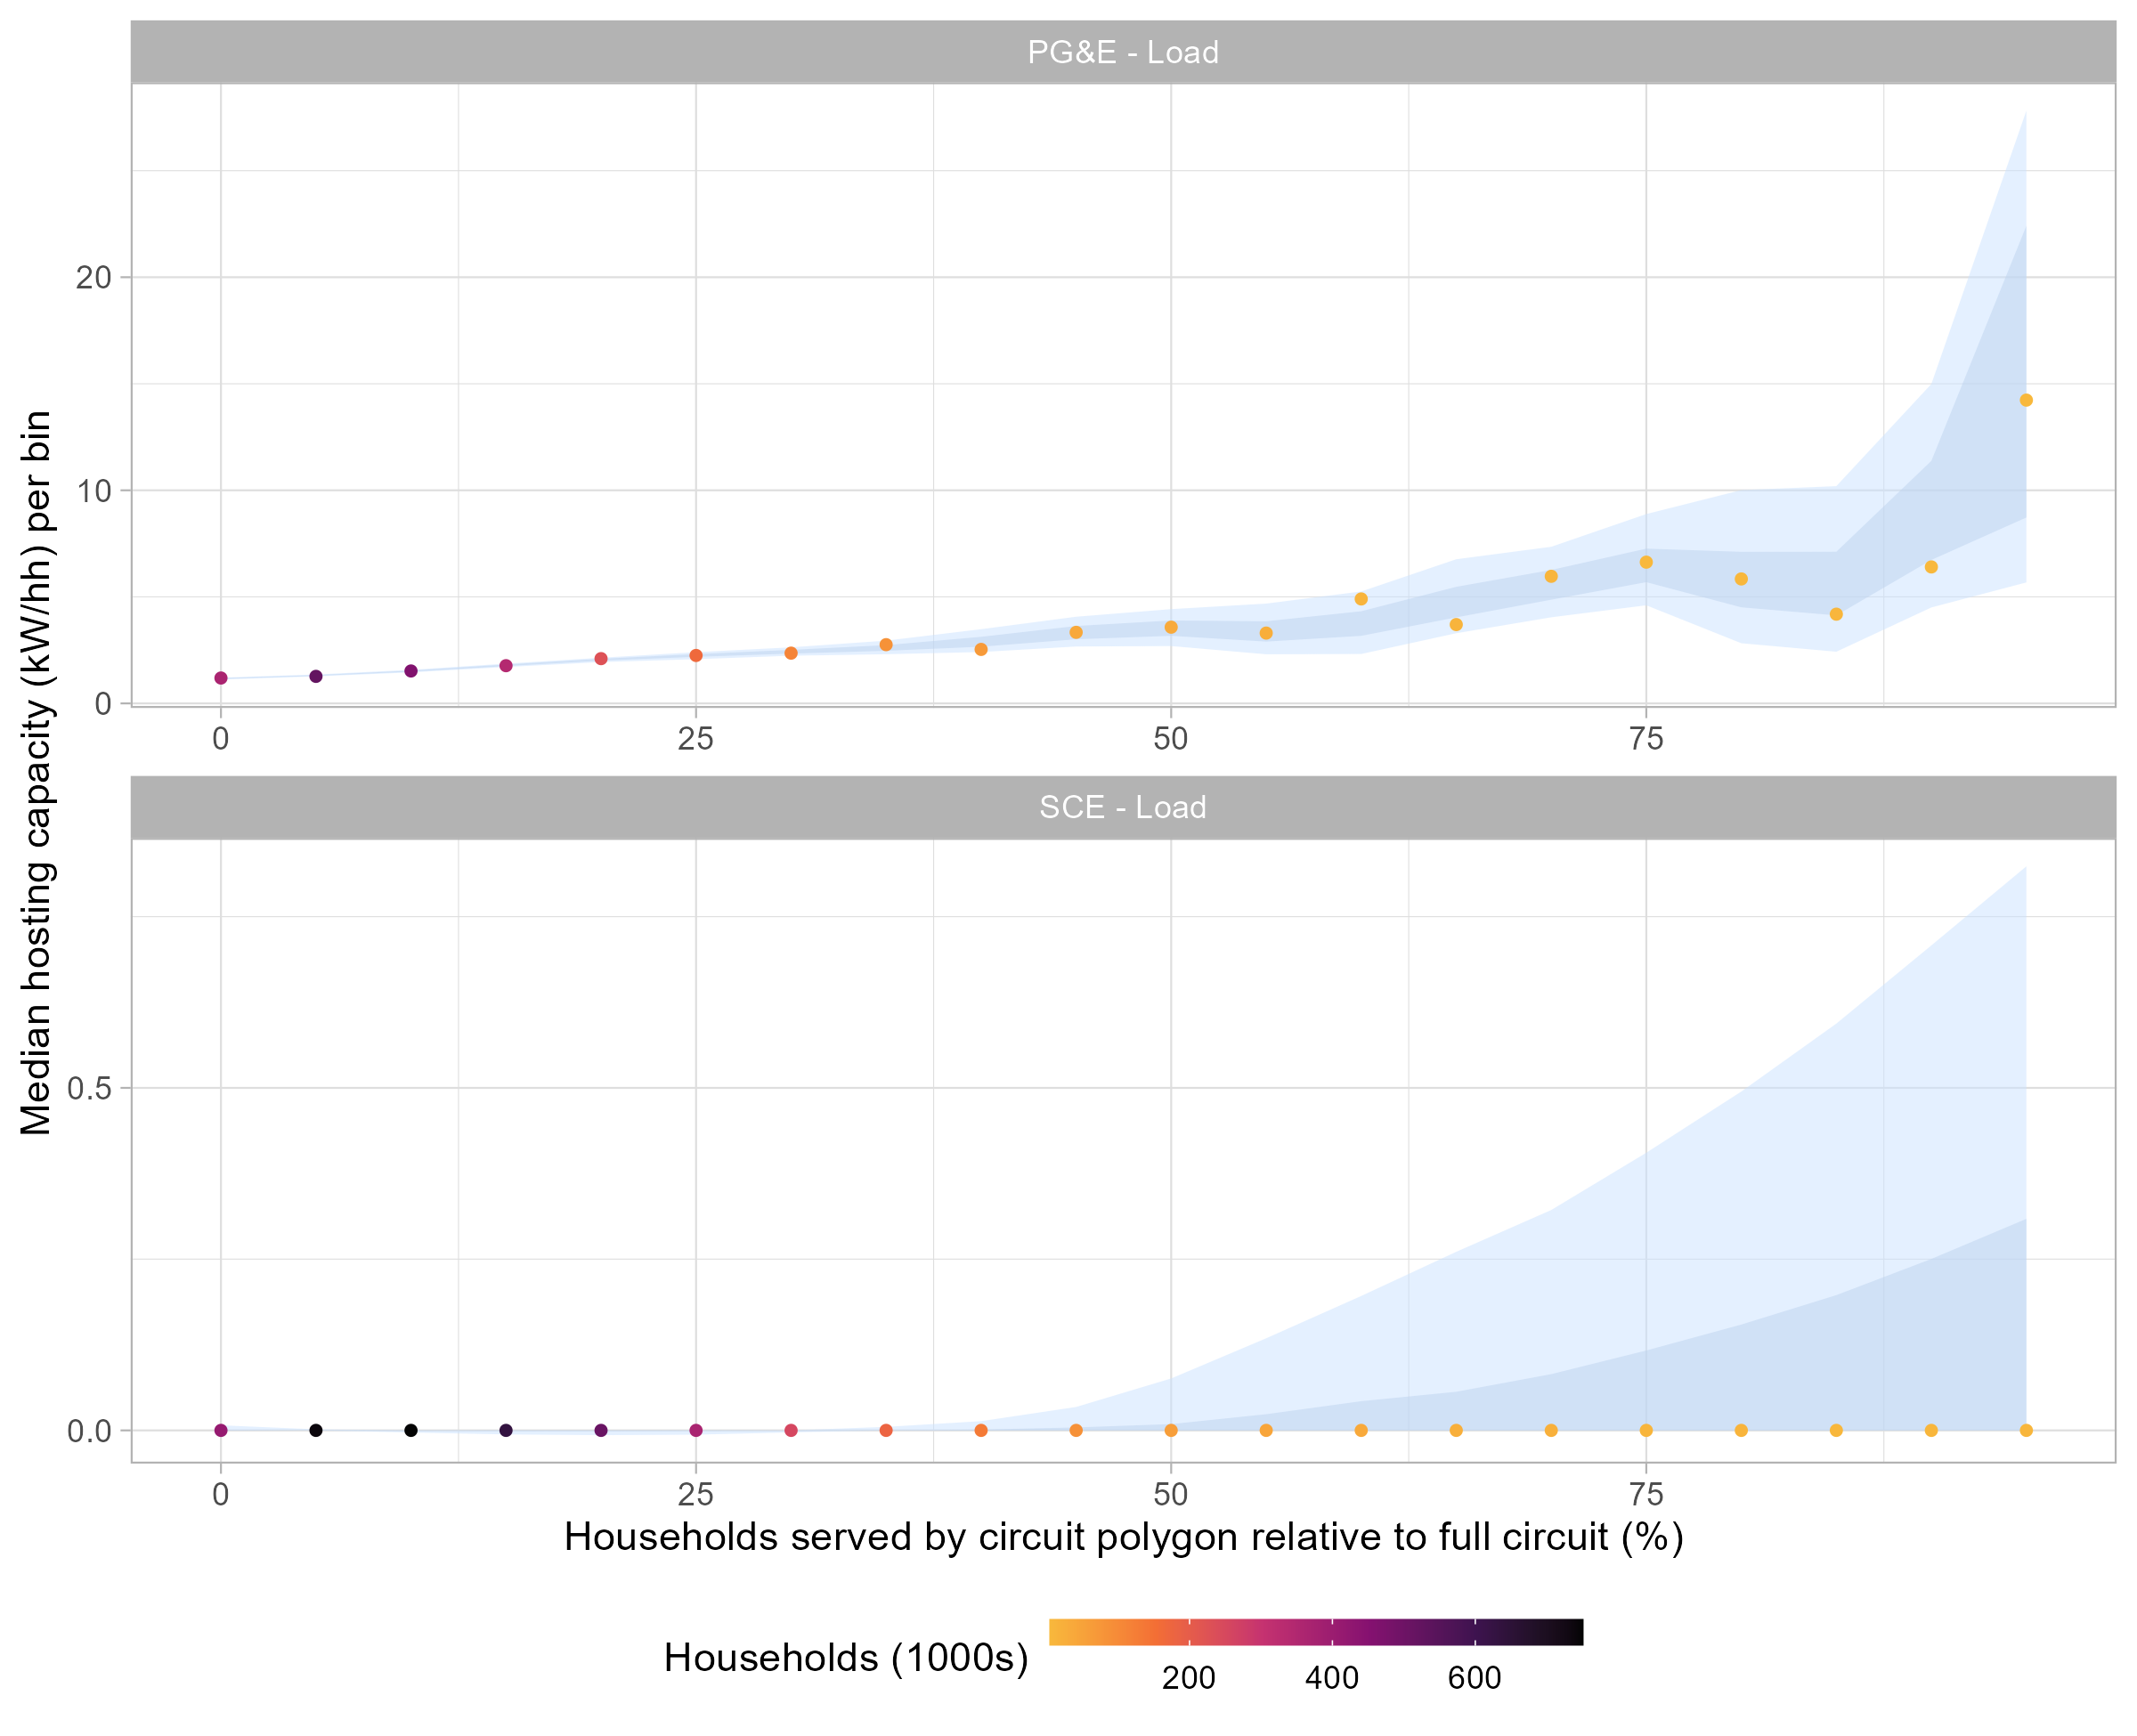 PG&E - Load
20
10
0
0 25 50 75
Median hosting capacity (kW/hh) per bin
SCE - Load
0.5
0.0
0 25 50 75
Households served by circuit polygon relative to full circuit (%)
Households (1000s)
200 400 600